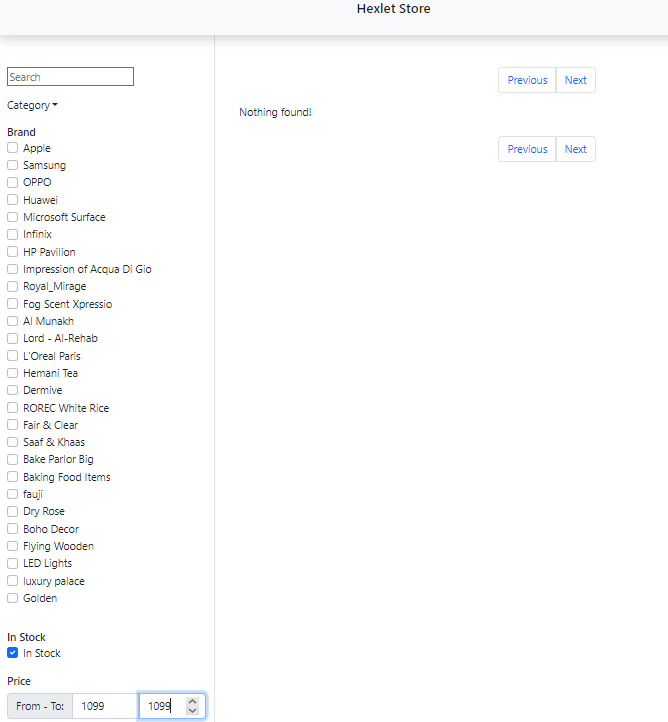 Hexlet Store
Search
Category
Brand
Apple
Samsung
OPPO
Huawei
Microsoft Surface
Infinix
HP Pavilion
Impression of Acqua Di Gio
Royal_Mirage
Fog Scent Xpressio
Al Munakh
Lord - Al-Rehab
L'Oreal Paris
Hemani Tea
Dermive
ROREC White Rice
Fair & Clear
Saaf & Khaas
Bake Parlor Big
Baking Food Items
fauji
Dry Rose
Boho Decor
Flying Wooden
LED Lights
luxury palace
Golden
In Stock
In Stock
Price
From - To: 1099 1099
Previous Next
Nothing found!
Previous Next